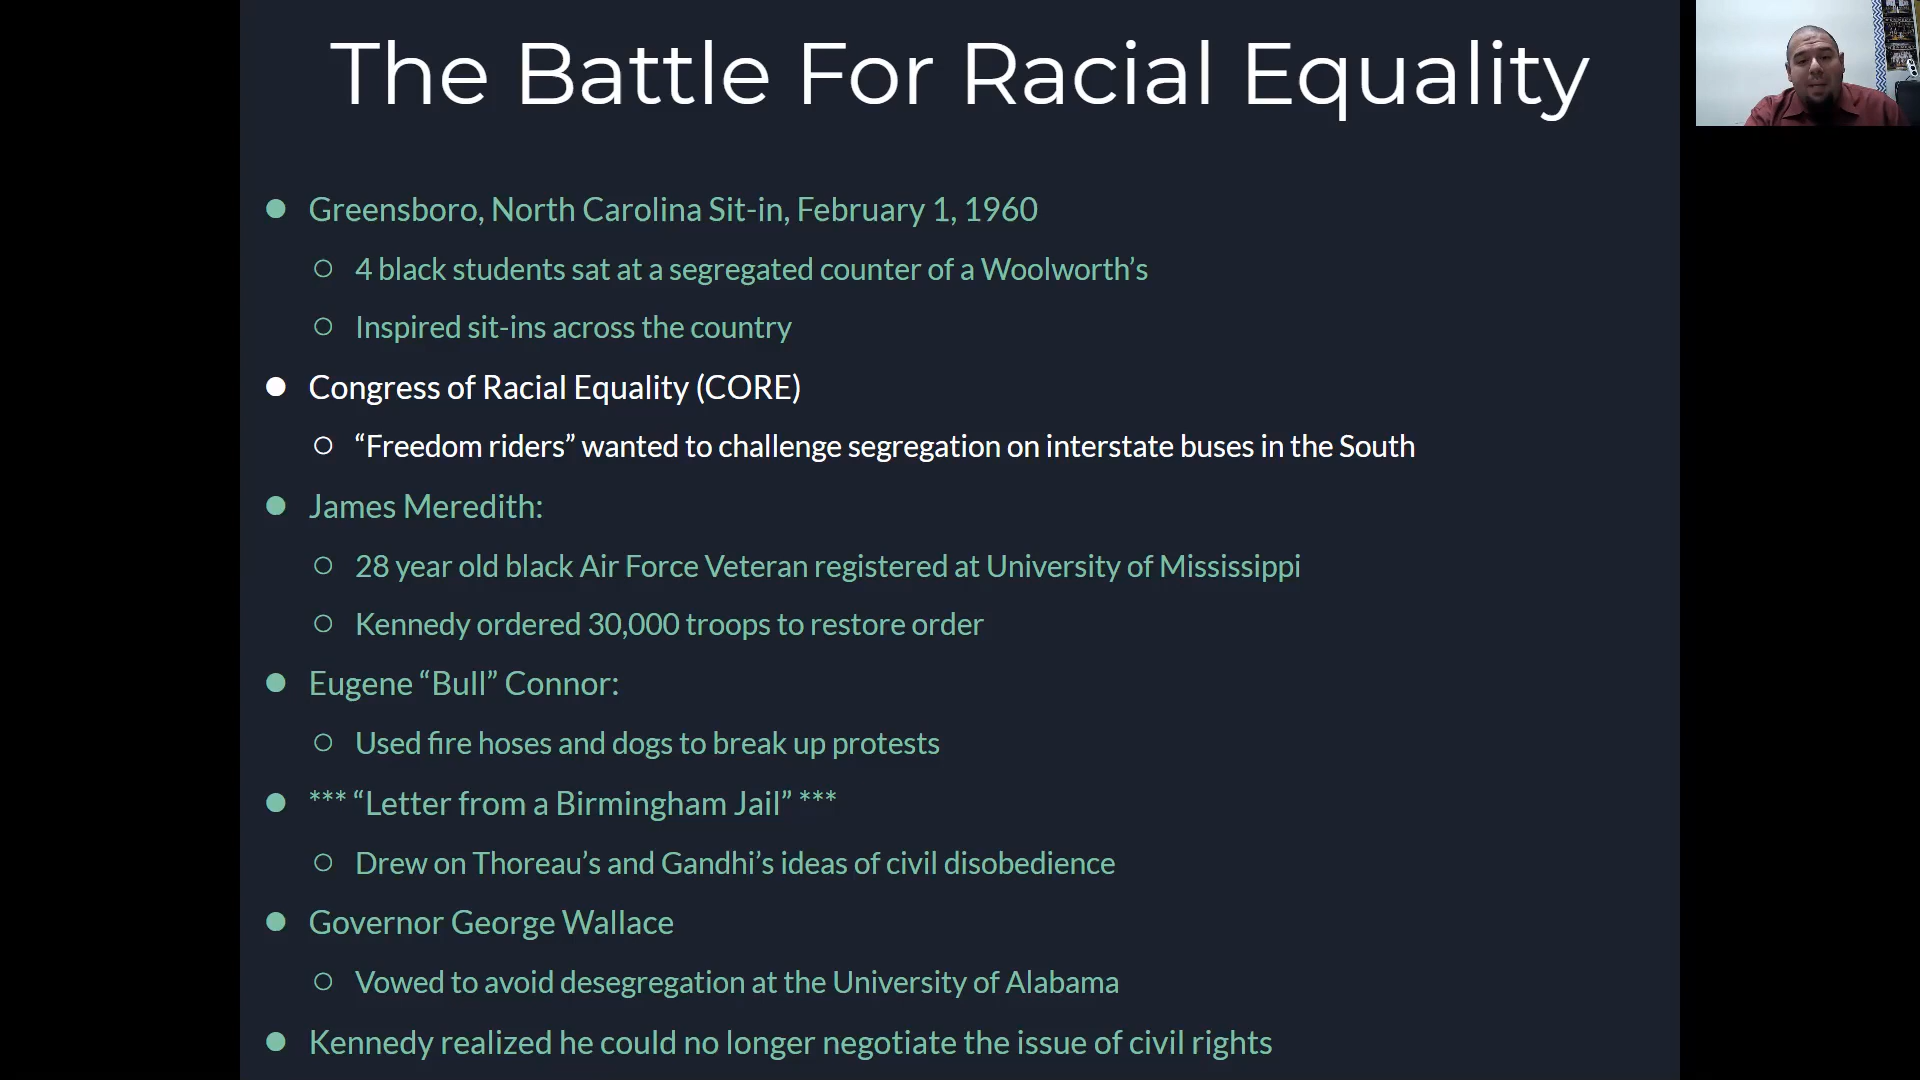 The Battle For Racial Equality
● Greensboro, North Carolina Sit-in, February 1, 1960
○ 4 black students sat at a segregated counter of a Woolworth’s
○ Inspired sit-ins across the country
● Congress of Racial Equality (CORE)
○ “Freedom riders” wanted to challenge segregation on interstate buses in the South
● James Meredith:
○ 28 year old black Air Force Veteran registered at University of Mississippi
○ Kennedy ordered 30,000 troops to restore order
● Eugene “Bull” Connor:
○ Used fire hoses and dogs to break up protests
● *** “Letter from a Birmingham Jail” ***
○ Drew on Thoreau’s and Gandhi’s ideas of civil disobedience
● Governor George Wallace
○ Vowed to avoid desegregation at the University of Alabama
● Kennedy realized he could no longer negotiate the issue of civil rights